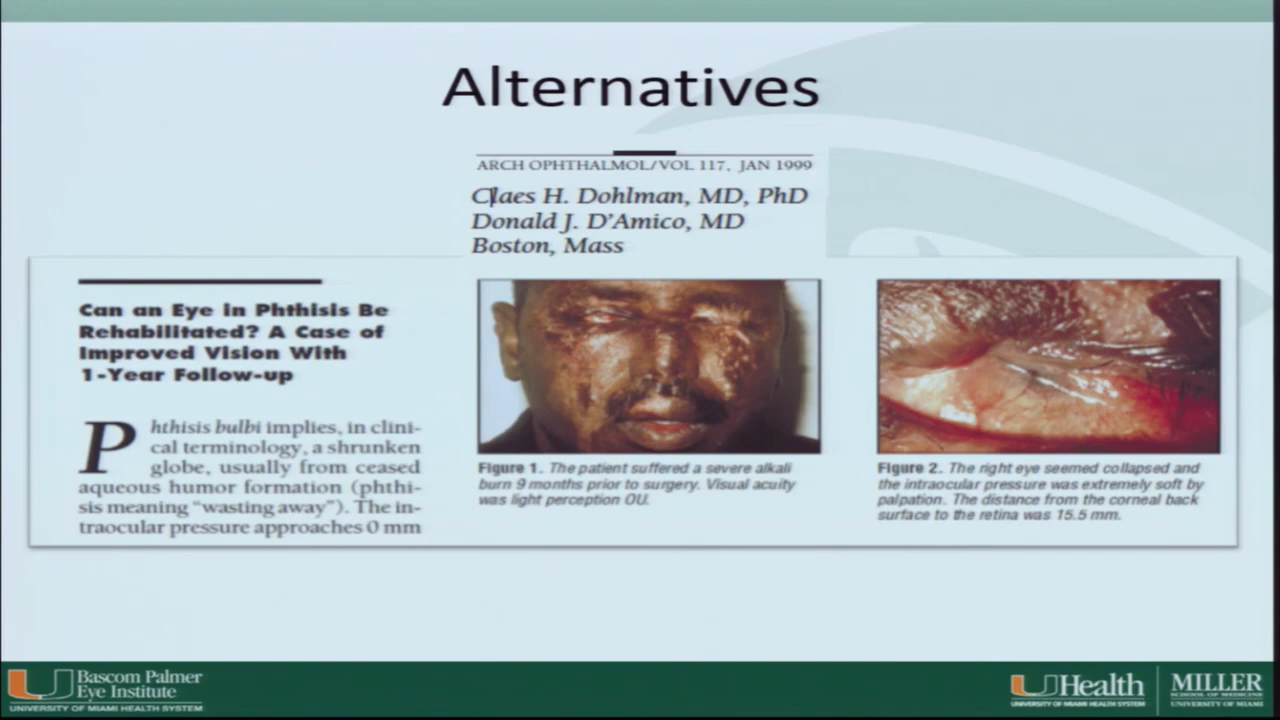 Alternatives
ARCH OPHTHALMOL/VOL 117, JAN 1999
Claes H. Dohlman, MD, PhD
Donald J. D'Amico, MD
Boston, Mass
Can an Eye in Phthisis Be
Rehabilitated? A Case of
Improved Vision With
1-Year Follow-up
Phthisis bulbi implies, in clini-
cal terminology, a shrunken
globe, usually from ceased
aqueous humor formation (phthi-
sis meaning “wasting away”). The in-
traocular pressure approaches 0 mm
Figure 1. The patient suffered a severe alkali
burn 9 months prior to surgery. Visual acuity
was light perception OU.
Figure 2. The right eye seemed collapsed and
the intraocular pressure was extremely soft by
palpation. The distance from the corneal back
surface to the retina was 15.5 mm.
Bascom Palmer
Eye Institute
UNIVERSITY OF MIAMI HEALTH SYSTEM
UHealth
UNIVERSITY OF MIAMI HEALTH SYSTEM
MILLER
SCHOOL OF MEDICINE
UNIVERSITY OF MIAMI